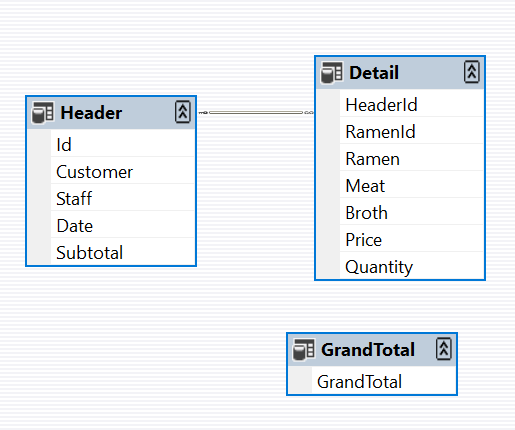 Header
Id
Customer
Staff
Date
Subtotal
Detail
HeaderId
RamenId
Ramen
Meat
Broth
Price
Quantity
GrandTotal
GrandTotal